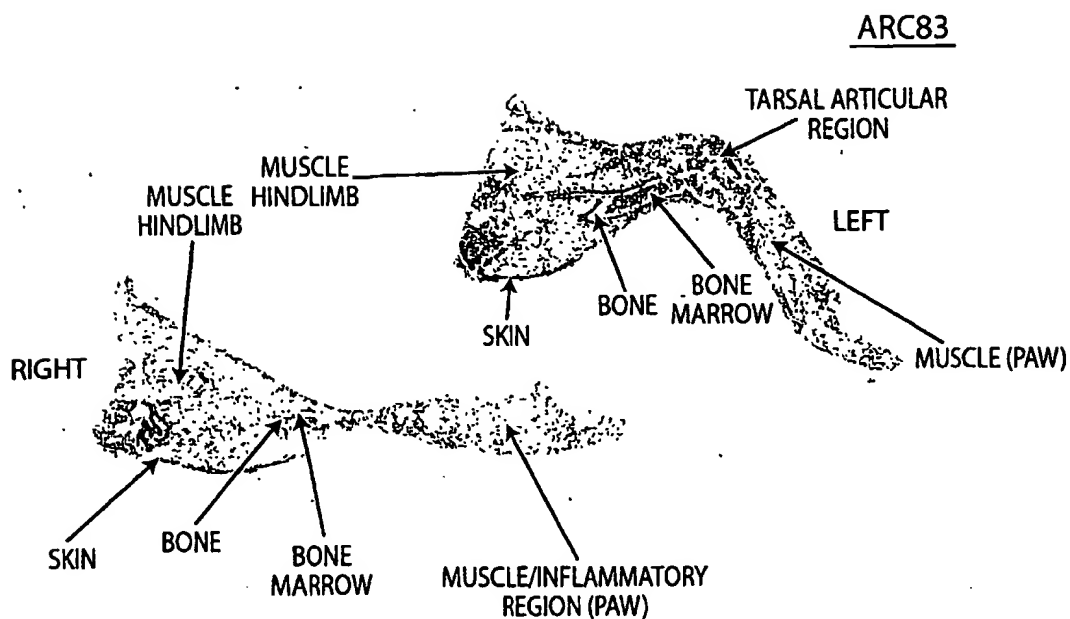 ARC83
TARSAL ARTICULAR
REGION
MUSCLE
HINDLIMB
MUSCLE
HINDLIMB
LEFT
BONE
BONE
MARROW
SKIN
MUSCLE (PAW)
RIGHT
SKIN
BONE
BONE
MARROW
MUSCLE/INFLAMMATORY
REGION (PAW)